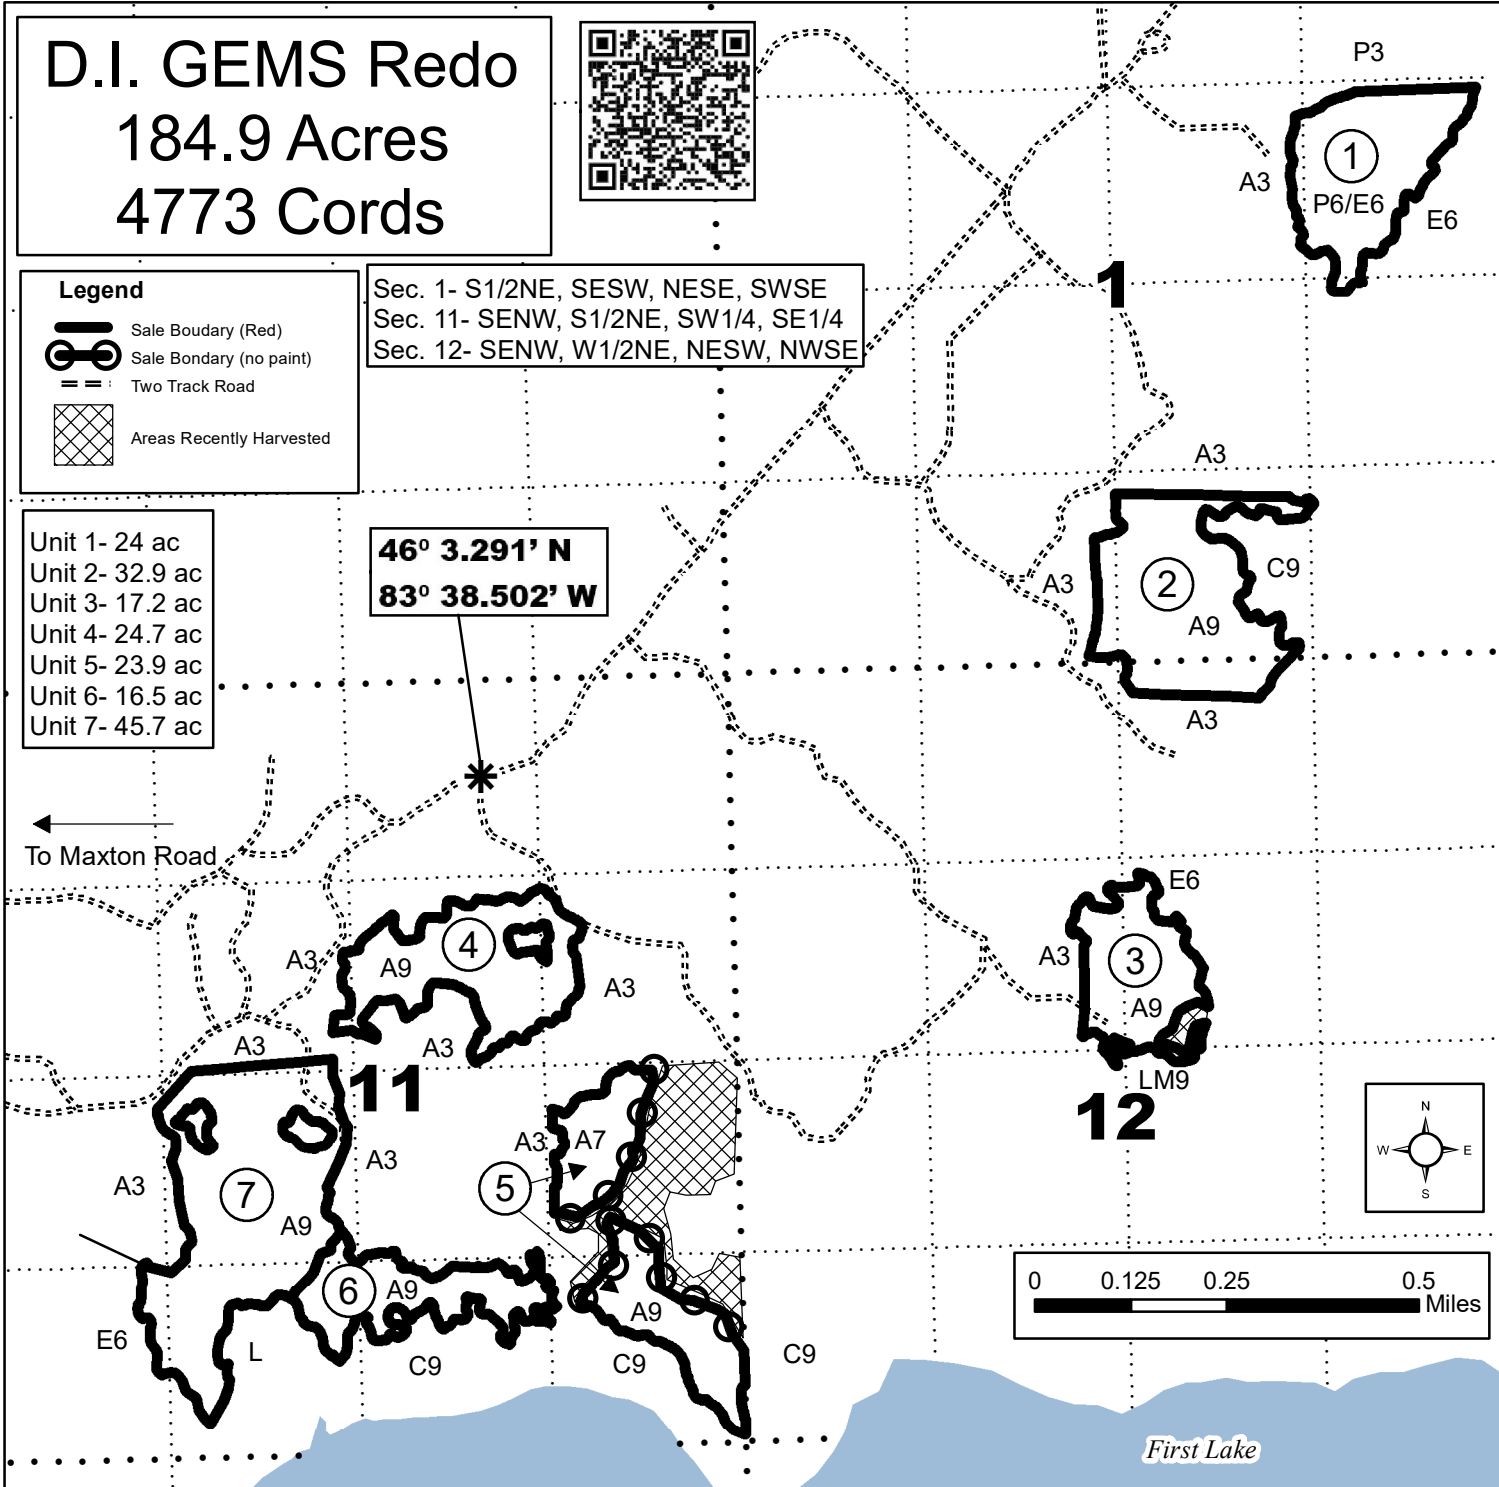 D.I. GEMS Redo
184.9 Acres
4773 Cords
Legend
Sale Boudary (Red)
Sale Bondary (no paint)
Two Track Road
Areas Recently Harvested
Sec. 1- S1/2NE, SESW, NESE, SWSE
Sec. 11- SENW, S1/2NE, SW1/4, SE1/4
Sec. 12- SENW, W1/2NE, NESW, NWSE
Unit 1- 24 ac
Unit 2- 32.9 ac
Unit 3- 17.2 ac
Unit 4- 24.7 ac
Unit 5- 23.9 ac
Unit 6- 16.5 ac
Unit 7- 45.7 ac
46⁰ 3.291’ N
83⁰ 38.502’ W
To Maxton Road
P3
1
A3
P6/E6
E6
1
A3
A3
2
C9
A9
A3
E6
A3
3
A9
LM9
12
A3
A9
4
A3
A3
A3
11
A3
A3
7
A9
E6
L
A3
A7
5
6
A9
C9
A9
C9
C9
N
W
E
S
0
0.125
0.25
0.5
Miles
First Lake